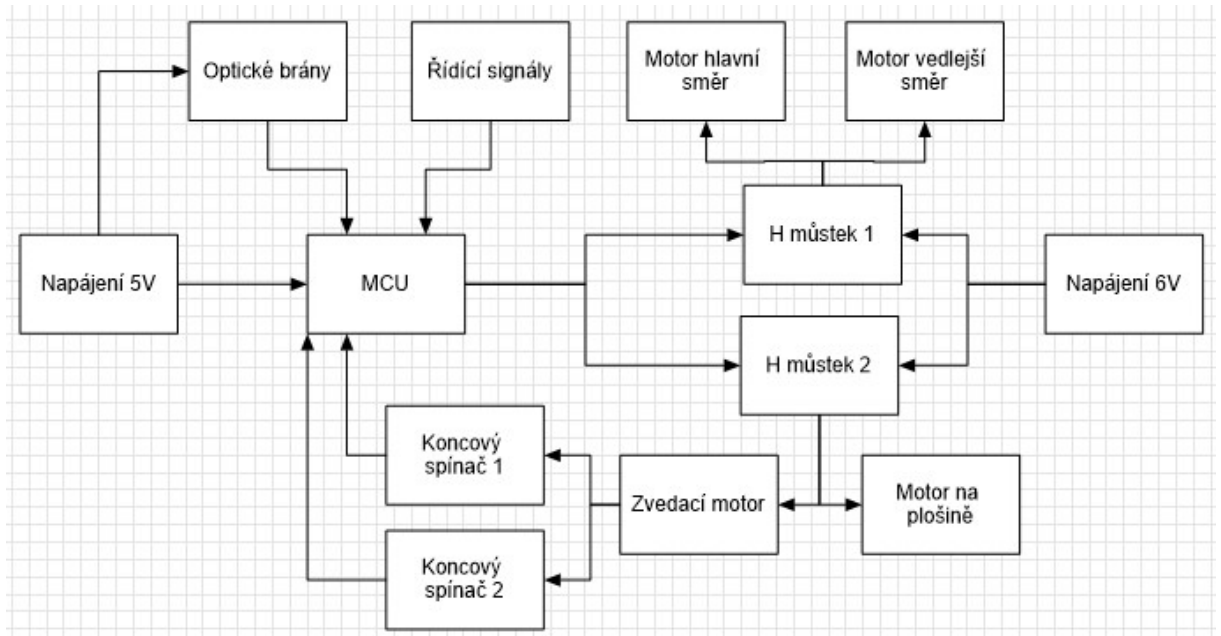 Optické brány
Řídící signály
Motor hlavní
směr
Motor vedlejší
směr
Napájení 5V
MCU
H můstek 1
Napájení 6V
H můstek 2
Koncový
spínač 1
Zvedací motor
Motor na
plošině
Koncový
spínač 2